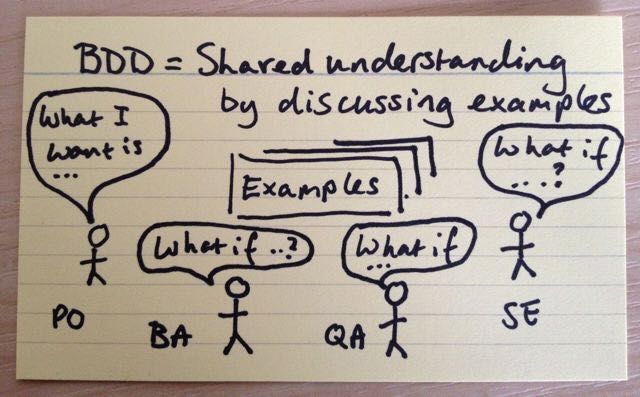 BDD = Shared understanding
by discussing examples
What I
want is
...
What if
....?
Examples
What if ..?
What if
...
PO
BA
QA
SE